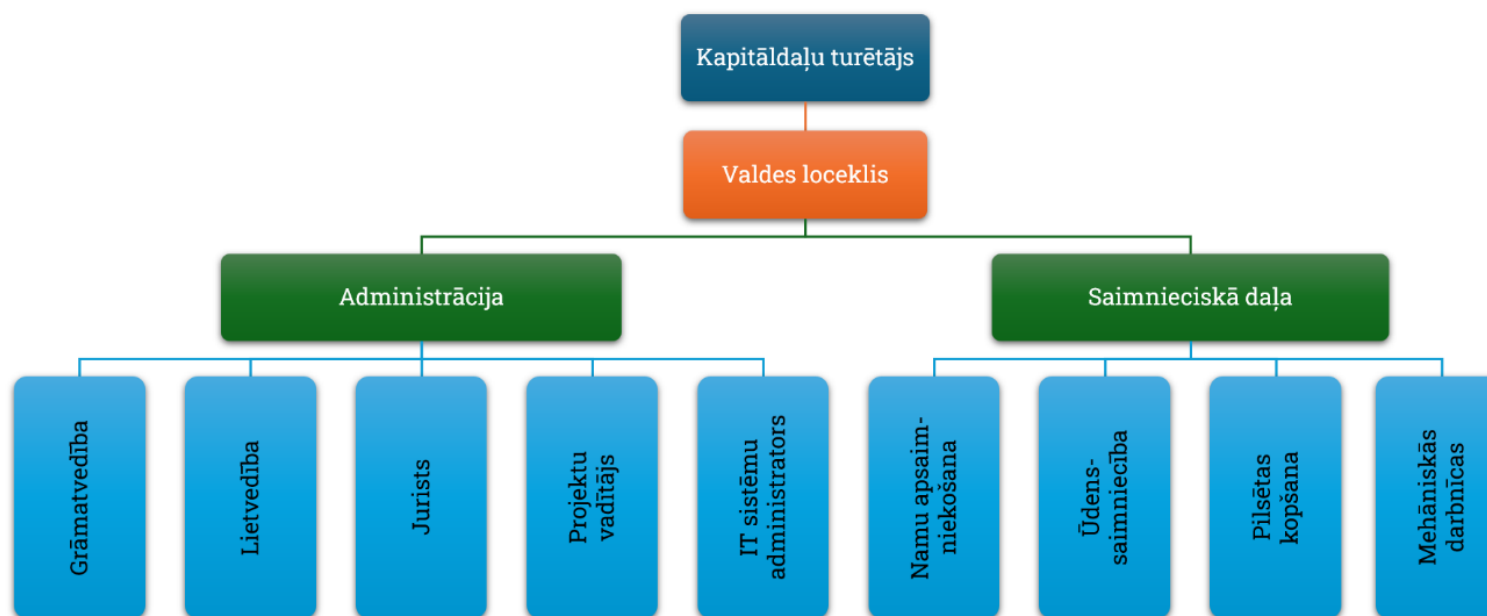 Kapitāldaļu turētājs
Valdes loceklis
Administrācija
Saimnieciskā daļa
Grāmatvedība
Lietvedība
Jurists
Projektu
vadītājs
IT sistēmu
administrators
Namu apsaim-
niekošana
Ūdens-
saimniecība
Pilsētas
kopšana
Mehāniskās
darbnīcas